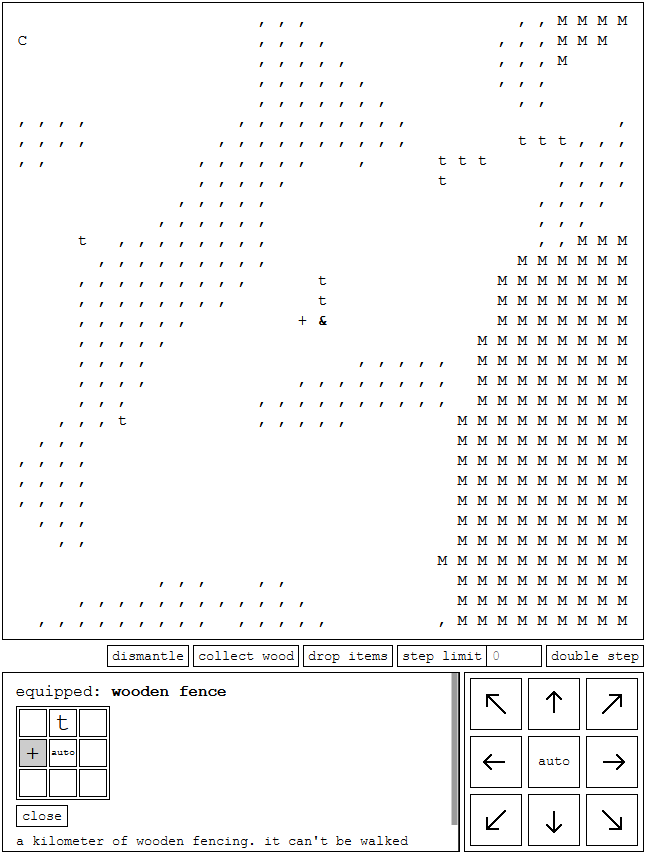 , , , , , M M M M
C , , , , , , , M M M
, , , , , , , , M
, , , , , , , , ,
, , , , , , , , ,
, , , , , , , , , , , , , ,
, , , , , , , , , , , , , , t t t , , ,
, , , , , , , , , t t t , , , ,
, , , , , t , , , ,
, , , , , , , , ,
, , , , , , , , ,
t , , , , , , , , , , M M M
, , , , , , , , , M M M M M M
, , , , , , , , , t M M M M M M M
, , , , , , , , t M M M M M M M
, , , , , , + & M M M M M M M
, , , , , M M M M M M M M
, , , , , , , , , M M M M M M M M
, , , , , , , , , , , , M M M M M M M M
, , , , , , , , , , , , , M M M M M M M M
, , , t , , , , , M M M M M M M M M
, , , M M M M M M M M M
, , , , M M M M M M M M M
, , , , M M M M M M M M M
, , , , M M M M M M M M M
, , , M M M M M M M M M
, , M M M M M M M M M
M M M M M M M M M M
, , , , , M M M M M M M M M
, , , , , , , , , , , , M M M M M M M M M
, , , , , , , , , , , , , , , M M M M M M M M M
dismantle collect wood drop items step limit 0 double step
equipped: wooden fence
t
+ auto
close
a kilometer of wooden fencing. it can't be walked
↖ ↑ ↗
← auto →
↙ ↓ ↘